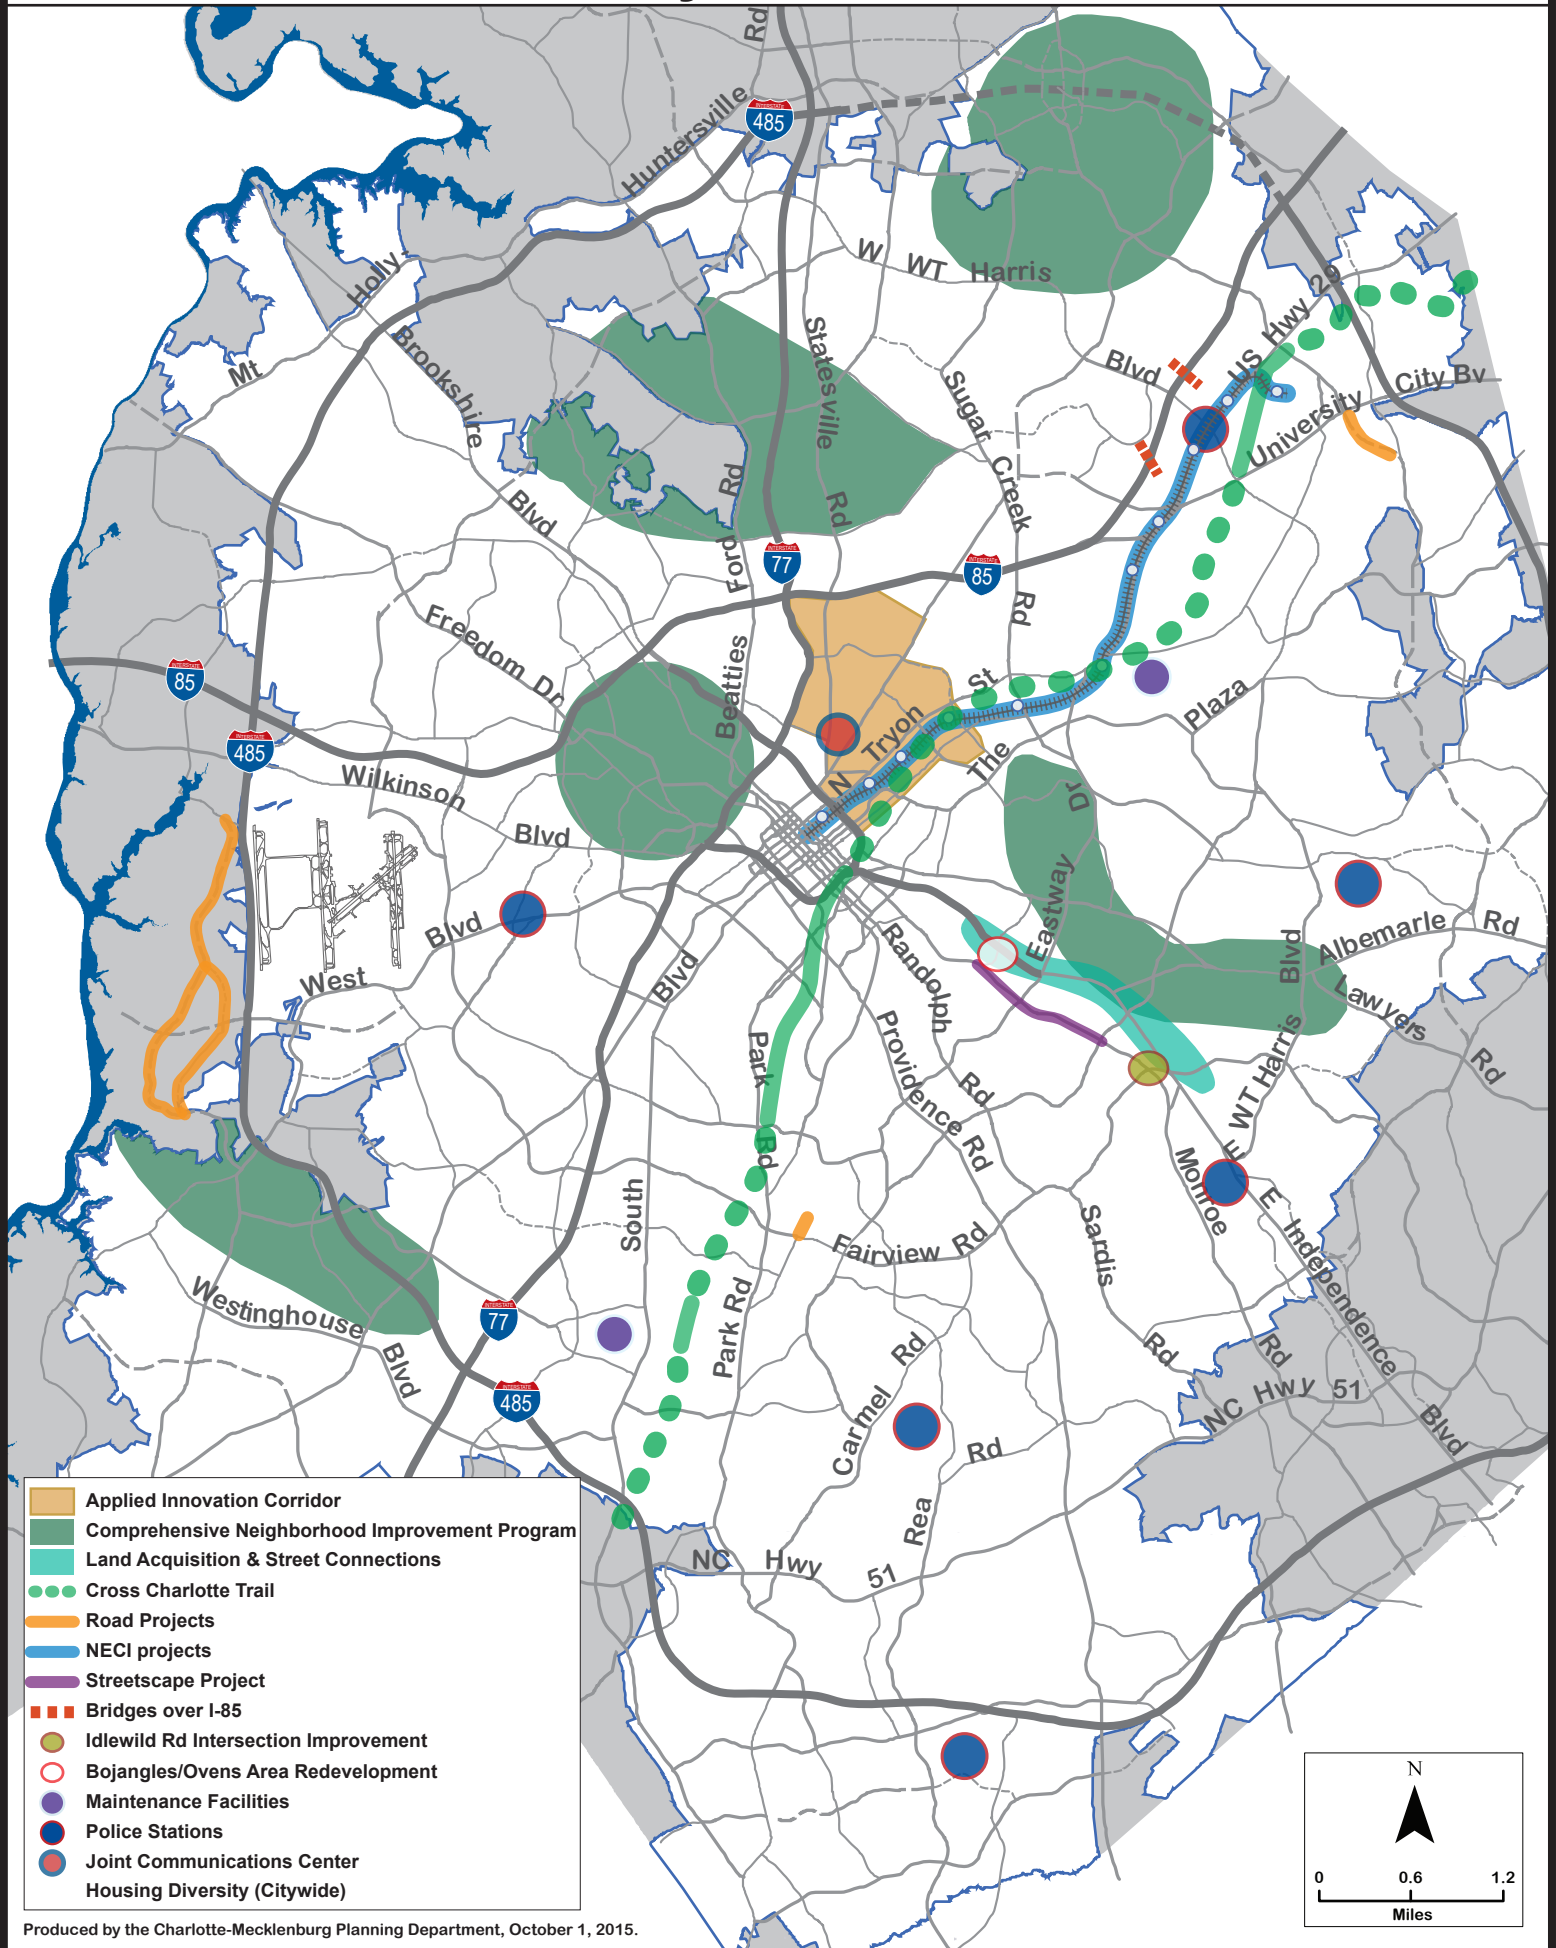 Rd
INTERSTATE
485
Huntersville
W WT Harris
Holly
US Hwy 29
Statesville
Brookshire
Mt
Blvd
City Bv
Sugar
University
Rd
Creek
Blvd
Rd
INTERSTATE
77
INTERSTATE
85
Ford
Rd
Freedom Dr
INTERSTATE
85
Beatties
St
Plaza
Tryon
INTERSTATE
485
The
N
Wilkinson
Dr
Blvd
Eastway
Blvd
Blvd
Albemarle Rd
West
Randolph
Blvd
Lawyers
Park
Providence Rd
Rd
WT Harris
Rd
Rd
E
Monroe
South
E Independence
Sardis
Fairview Rd
Westinghouse
INTERSTATE
77
Park Rd
Rd
Rd
Rd
Blvd
INTERSTATE
485
NC Hwy 51
Carmel
Blvd
Rd
Rea
NC Hwy 51
Applied Innovation Corridor
Comprehensive Neighborhood Improvement Program
Land Acquisition & Street Connections
Cross Charlotte Trail
Road Projects
NECI projects
Streetscape Project
Bridges over I-85
Idlewild Rd Intersection Improvement
Bojangles/Ovens Area Redevelopment
Maintenance Facilities
Police Stations
Joint Communications Center
Housing Diversity (Citywide)
N
0 0.6 1.2
Miles
Produced by the Charlotte-Mecklenburg Planning Department, October 1, 2015.